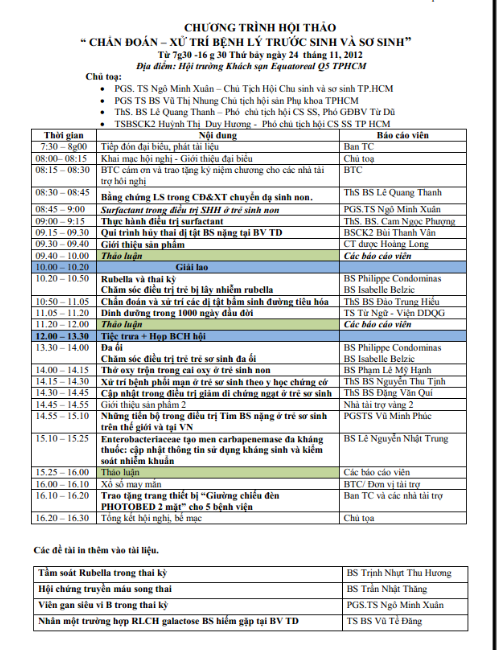 CHƯƠNG TRÌNH HỘI THẢO
“ CHẨN ĐOÁN – XỬ TRÍ BỆNH LÝ TRƯỚC SINH VÀ SƠ SINH”
Từ 7g30 -16 g 30 Thứ bảy ngày 24 tháng 11, 2012
Địa điểm: Hội trường Khách sạn Equatoreal Q5 TPHCM
Chủ toạ:
• PGS. TS Ngô Minh Xuân – Chủ Tịch Hội Chu sinh và sơ sinh TP.HCM
• PGS TS BS Vũ Thị Nhung Chủ tịch hội sản Phụ khoa TPHCM
• ThS. BS Lê Quang Thanh – Phó chủ tịch hội CS SS, Phó GĐBV Từ Dũ
• TSBSCK2 Huỳnh Thị Duy Hương - Phó chủ tịch hội CS SS TP HCM
Thời gian Nội dung Báo cáo viên
7:30 – 8g00 Tiếp đón đại biểu, phát tài liệu Ban TC
08:00– 08:15 Khai mạc hội nghị - Giới thiệu đại biểu Chủ toạ
08:15 – 08:30 BTC cám ơn và trao tặng kỷ niệm chương cho các nhà tài BTC
trợ hôi nghị
08:30 – 08:45 Bằng chứng LS trong CĐ&XT chuyển dạ sinh non. ThS BS Lê Quang Thanh
08:45 – 9:00 Surfactant trong điều trị SHH ở trẻ sinh non PGS.TS Ngô Minh Xuân
09:00 – 9:15 Thực hành điều trị surfactant ThS. BS. Cam Ngọc Phượng
09.15 – 09.30 Qui trình hủy thai dị tật BS nặng tại BV TD BSCK2 Bùi Thanh Vân
09.30 – 09.40 Giới thiệu sản phẩm CT dược Hoàng Long
09.40 – 10.00 Thảo luận Các báo cáo viên
10.00 – 10.20 Giải lao
10.20 – 10.50 Rubella và thai kỳ BS Philippe Condominas
Chăm sóc điều trị trẻ bị lây nhiễm rubella BS Isabelle Belzic
10:50 – 11.05 Chẩn đoán và xử trí các dị tật bẩm sinh đường tiêu hóa ThS BS Đào Trung Hiếu
11.05 – 11.20 Dinh dưỡng trong 1000 ngày đầu đời TS Từ Ngữ - Viện DDQG
11.20 – 12.00 Thảo luận Các báo cáo viên
12.00 – 13.30 Tiệc trưa + Họp BCH hội
13.30 – 14.00 Đa ối BS Philippe Condominas
Chăm sóc điều trị trẻ trẻ sơ sinh đa ối BS Isabelle Belzic
14.00 – 14.15 Thở oxy trộn trong cai oxy ở trẻ sinh non BS Phạm Lê Mỹ Hạnh
14.15 – 14.30 Xử trí bệnh phổi mạn ở trẻ sơ sinh theo y học chứng cớ ThS BS Nguyễn Thu Tịnh
14.30 – 14.45 Cập nhật trong điều trị giảm di chứng ngạt ở trẻ sơ sinh ThS BS Đặng Văn Quí
14.45 – 14.55 Giới thiệu sản phẩm 2 Nhà tài trợ vàng 2
14.55 – 15.10 Những tiến bộ trong điều trị Tim BS nặng ở trẻ sơ sinh PGSTS Vũ Minh Phúc
trên thế giới và tại VN
15.10 – 15.25 Enterobacteriaceae tạo men carbapenemase đa kháng BS Lê Nguyễn Nhật Trung
thuốc: cập nhật thông tin sử dụng kháng sinh và kiểm
soát nhiễm khuẩn
15.25 – 16.00 Thảo luận Các báo cáo viên
16.00 – 16.10 Xổ số may mắn BTC/ Đơn vị tài trợ
16.10 – 16.20 Trao tặng trang thiết bị “Giường chiếu đèn Ban TC và các nhà tài trợ
PHOTOBED 2 mặt” cho 5 bệnh viện
16.20 – 16.30 Tổng kết hội nghị, bế mạc Chủ tọa
Các đề tài in thêm vào tài liệu.
Tầm soát Rubella trong thai kỳ BS Trịnh Nhựt Thu Hương
Hội chứng truyền máu song thai BS Trần Nhật Thăng
Viên gan siêu vi B trong thai kỳ PGS.TS Ngô Minh Xuân
Nhân một trường hợp RLCH galactose BS hiếm gặp tại BV TD TS BS Vũ Tề Đăng